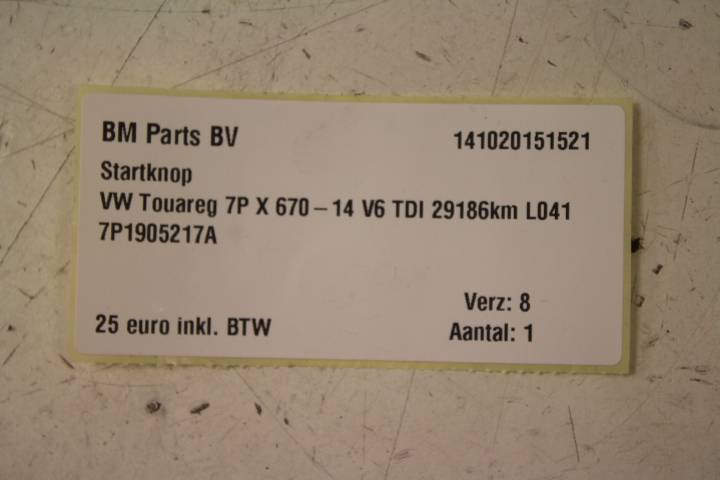 BM Parts BV 141020151521
Startknop
VW Touareg 7P X 670-14 V6 TDI 29186km L041
7P1905217A
Verz: 8
25 euro inkl. BTW Aantal: 1